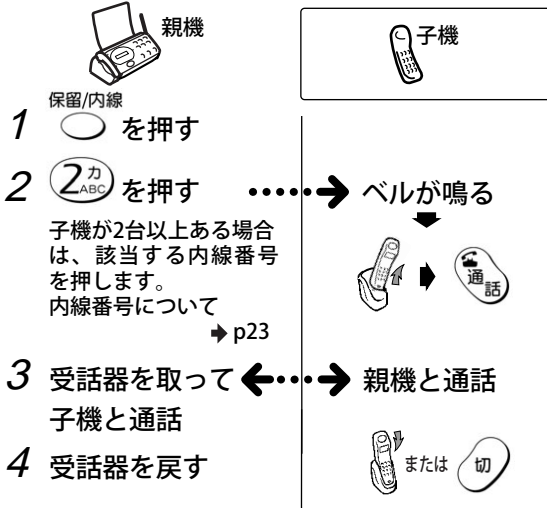 親機
子機
保留/内線
1 を押す
2 2カABC を押す
ベルが鳴る
子機が2台以上ある場合
は、該当する内線番号
を押します。
内線番号について
➡ p23
通話
3 受話器を取って
子機と通話
親機と通話
4 受話器を戻す
または 切